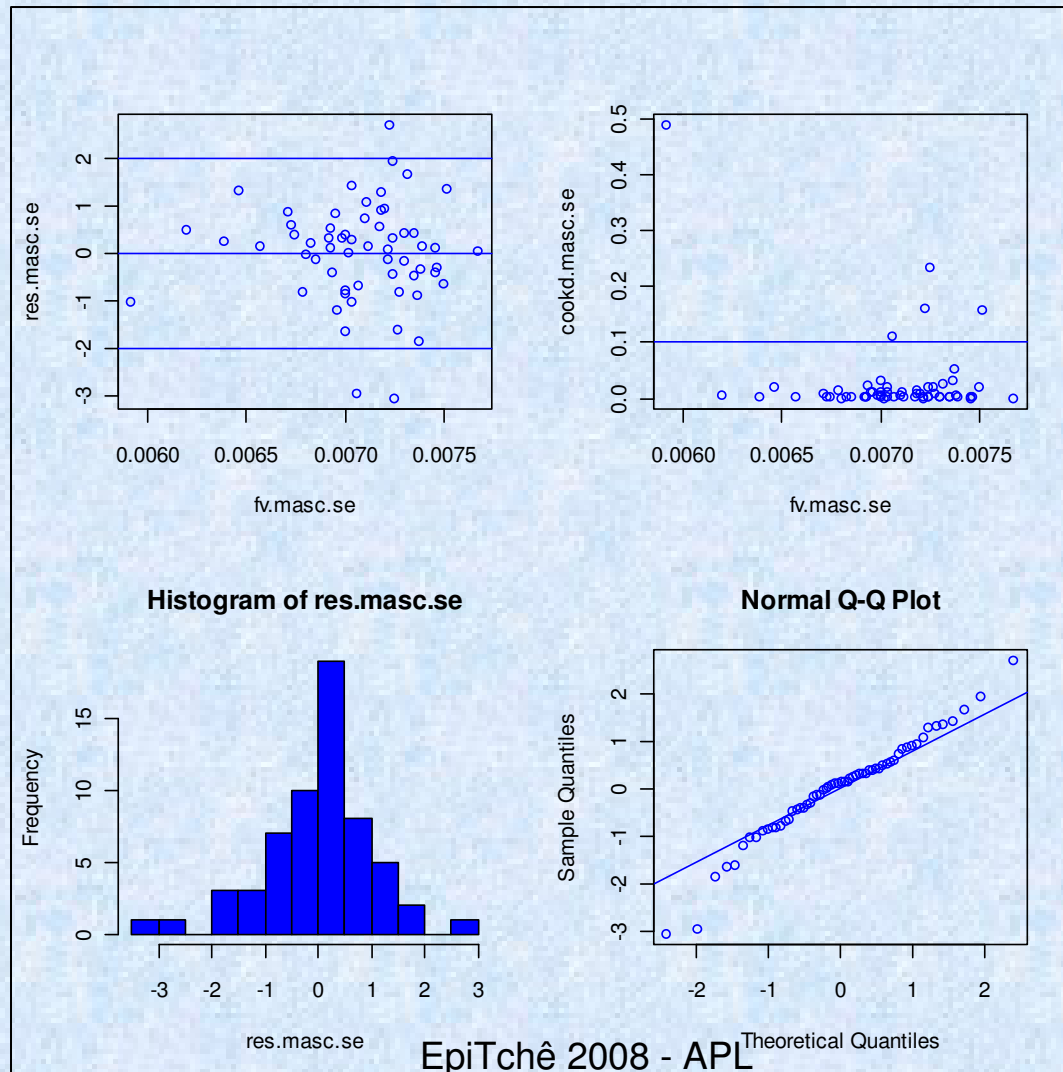 res.masc.se
2
1
0
-1
-2
-3
0.0060 0.0065 0.0070 0.0075
fv.masc.se
cookd.masc.se
0.5
0.4
0.3
0.2
0.1
0.0
0.0060 0.0065 0.0070 0.0075
fv.masc.se
Histogram of res.masc.se
Frequency
15
10
5
0
-3 -2 -1 0 1 2 3
res.masc.se
Normal Q-Q Plot
Sample Quantiles
2
1
0
-1
-2
-3
-2 -1 0 1 2
Theoretical Quantiles
EpiTchê 2008 - APL